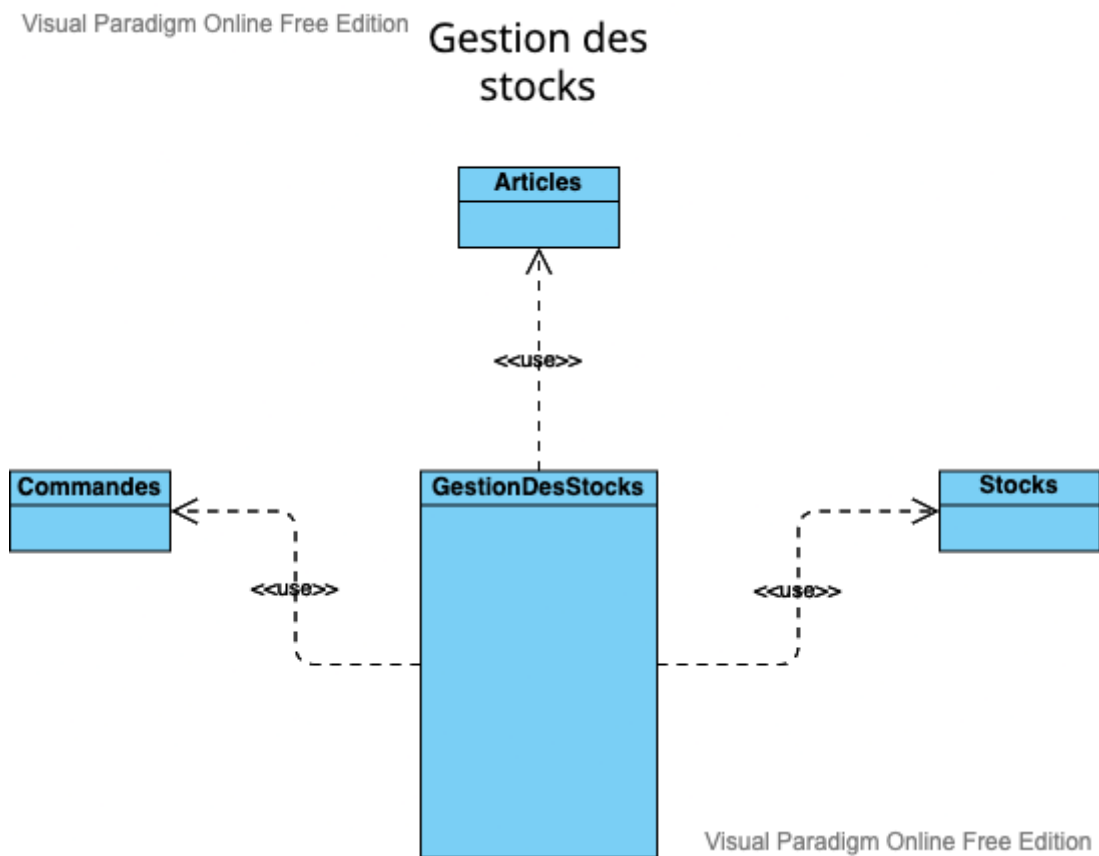 Visual Paradigm Online Free Edition
Gestion des
stocks
Articles
<<use>>
Commandes
GestionDesStocks
Stocks
<<use>>
<<use>>
Visual Paradigm Online Free Edition